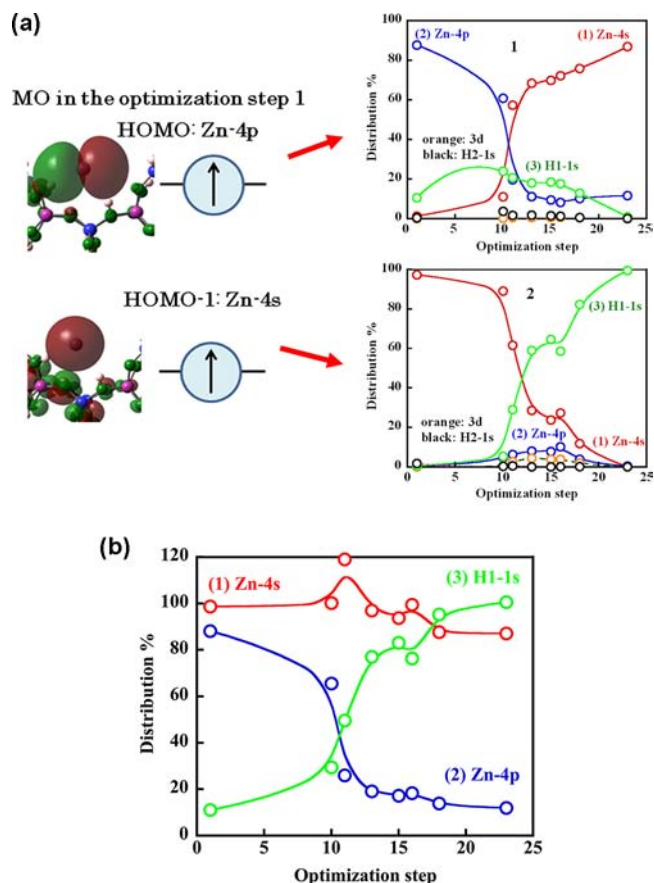 (a)
MO in the optimization step 1
HOMO: Zn-4p
HOMO-1: Zn-4s
(2) Zn-4p
1
(1) Zn-4s
orange: 3d
black: H2-1s
(3) H1-1s
Distribution %
100
80
60
40
20
0
0 5 10 15 20 25
Optimization step
2
(3) H1-1s
orange: 3d
black: H2-1s
(2) Zn-4p
(1) Zn-4s
Distribution %
100
80
60
40
20
0
0 5 10 15 20 25
Optimization step
(b)
(1) Zn-4s
(3) H1-1s
(2) Zn-4p
Distribution %
120
100
80
60
40
20
0
0 5 10 15 20 25
Optimization step